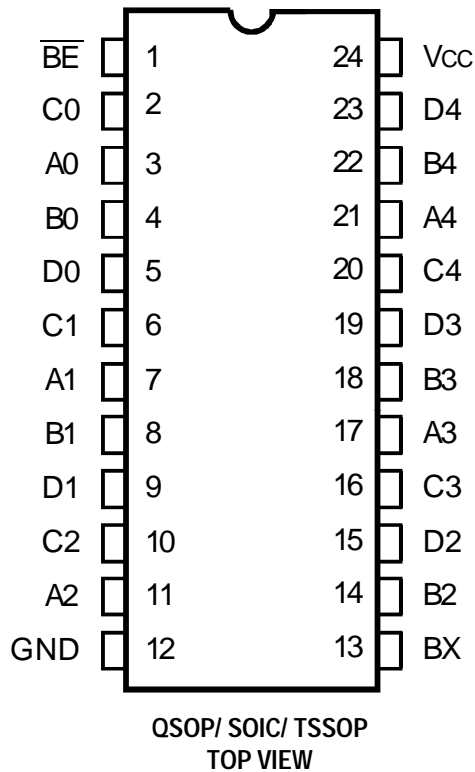 B̅E̅ 1 24 VCC
C0 2 23 D4
A0 3 22 B4
B0 4 21 A4
D0 5 20 C4
C1 6 19 D3
A1 7 18 B3
B1 8 17 A3
D1 9 16 C3
C2 10 15 D2
A2 11 14 B2
GND 12 13 BX
QSOP/ SOIC/ TSSOP
TOP VIEW